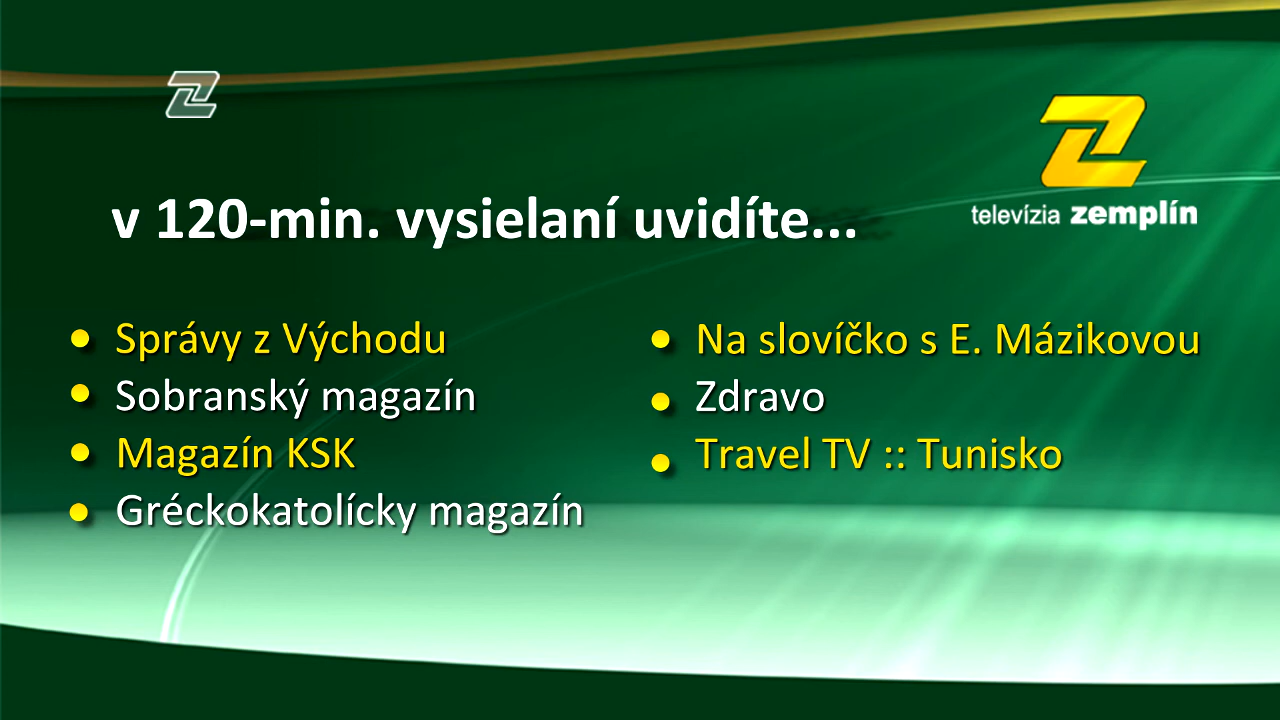 televízia zemplín
v 120-min. vysielaní uvidíte...
Správy z Východu
Sobranský magazín
Magazín KSK
Gréckokatolícky magazín
Na slovíčko s E. Mázikovou
Zdravo
Travel TV :: Tunisko